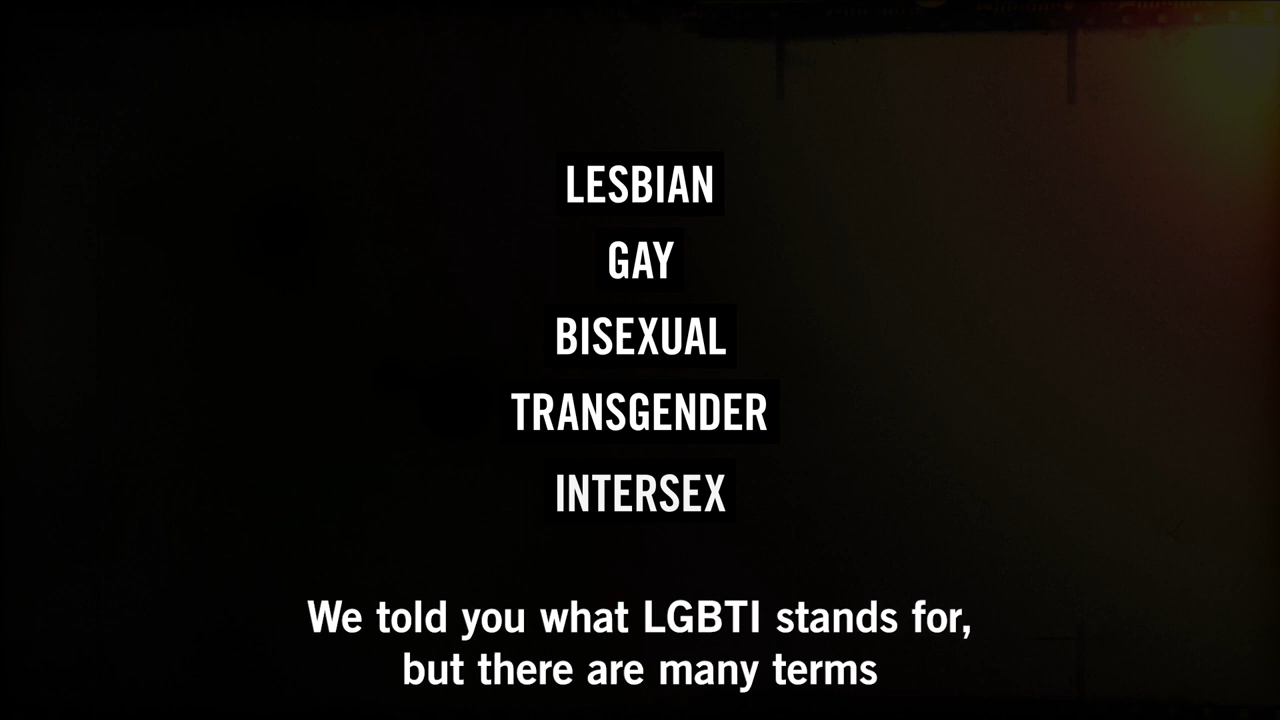 LESBIAN
GAY
BISEXUAL
TRANSGENDER
INTERSEX
We told you what LGBTI stands for,
but there are many terms